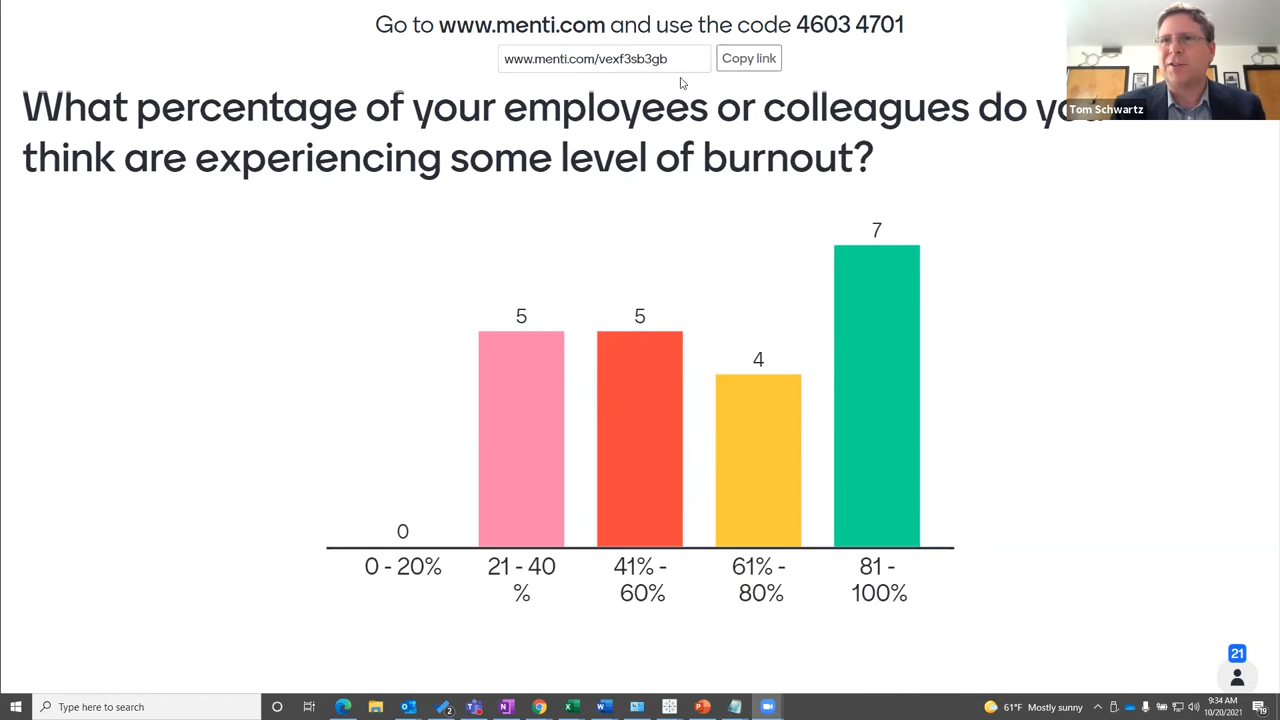 Go to www.menti.com and use the code 4603 4701
www.menti.com/vexf3sb3gb
Copy link
Tom Schwartz
What percentage of your employees or colleagues do you
think are experiencing some level of burnout?
7
5
5
4
0
0 - 20%
21 - 40
%
41% -
60%
61% -
80%
81 -
100%
21
Type here to search
2
61°F Mostly sunny
9:34 AM
10/20/2021
19